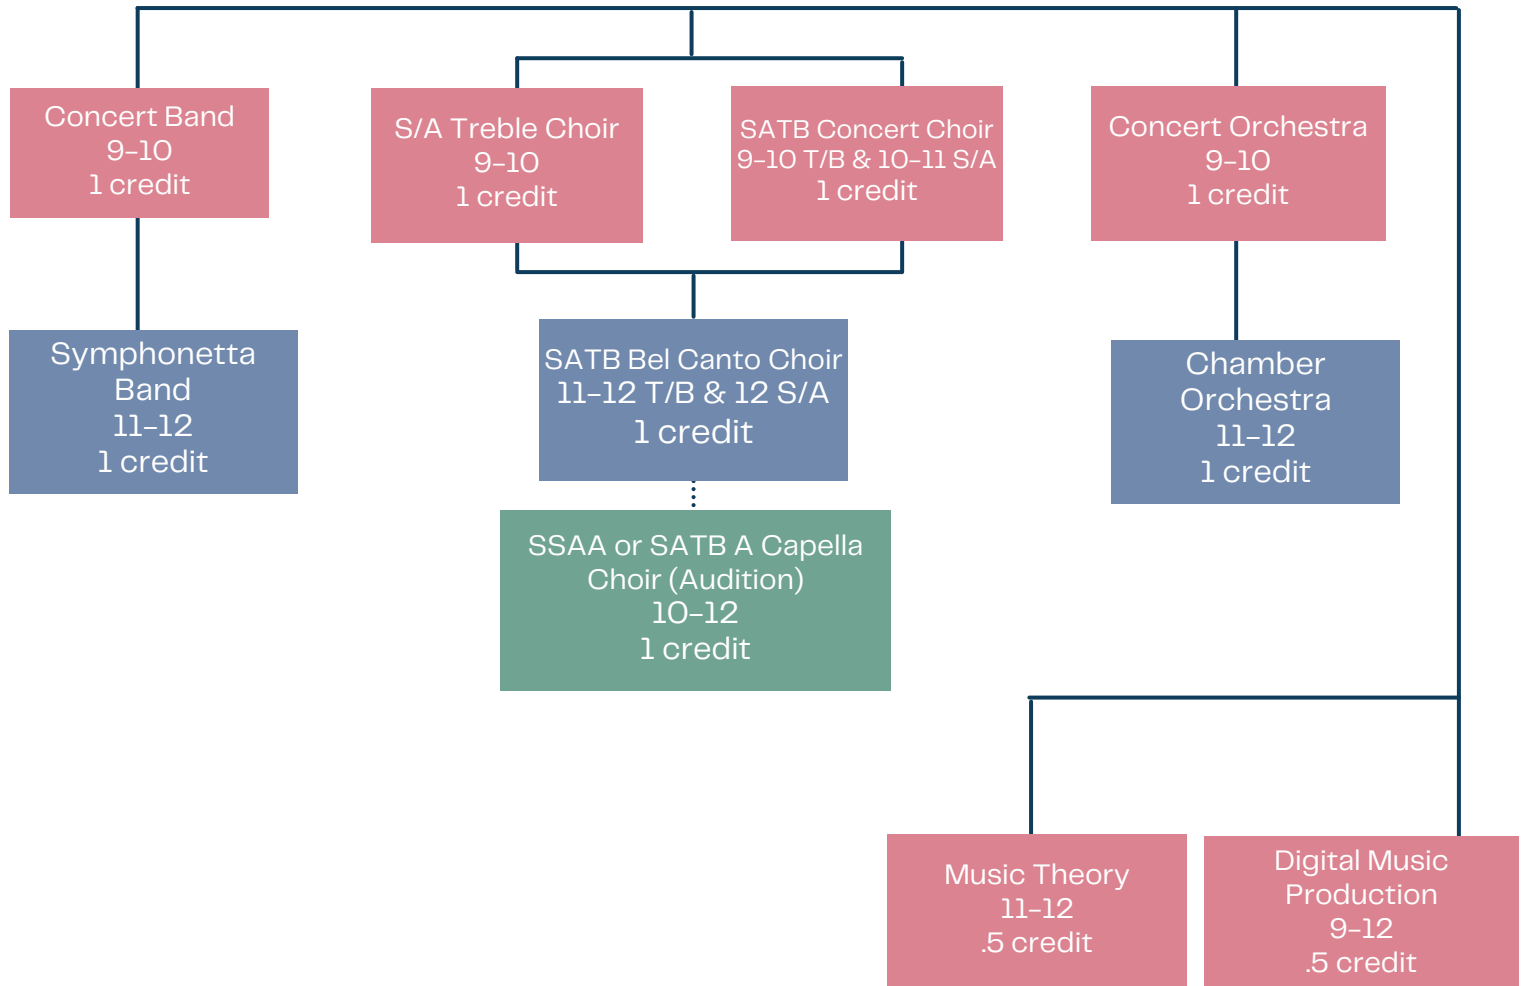 Concert Band
9-10
1 credit
S/A Treble Choir
9-10
1 credit
SATB Concert Choir
9-10 T/B & 10-11 S/A
1 credit
Concert Orchestra
9-10
1 credit
Symphonetta
Band
11-12
1 credit
SATB Bel Canto Choir
11-12 T/B & 12 S/A
1 credit
Chamber
Orchestra
11-12
1 credit
SSAA or SATB A Capella
Choir (Audition)
10-12
1 credit
Music Theory
11-12
.5 credit
Digital Music
Production
9-12
.5 credit